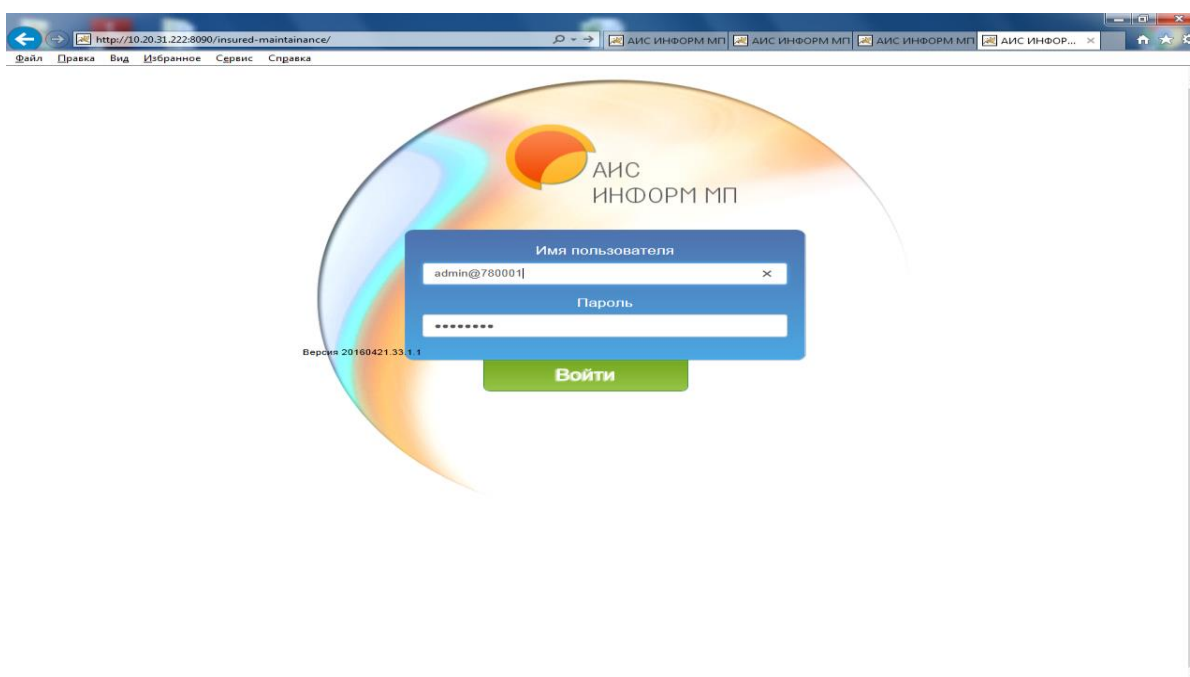 http://10.20.31.222:8090/insured-maintainance/
АИС ИНФОРМ МП АИС ИНФОРМ МП АИС ИНФОРМ МП АИС ИНФОР...
Файл Правка Вид Избранное Сервис Справка
АИС
ИНФОРМ МП
Имя пользователя
admin@780001
Пароль
Версия 20160421.33.1.1
Войти